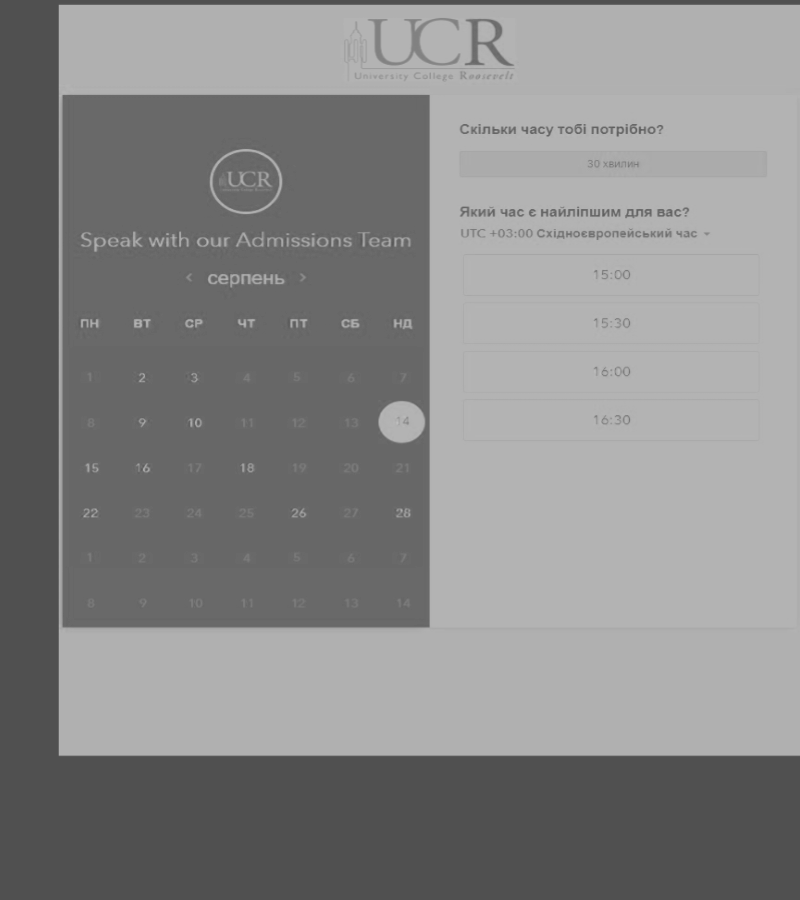 UCR
University College Roosevelt
UCR
Speak with our Admissions Team
‹ серпень ›
ПН ВТ СР ЧТ ПТ СБ НД
1 2 3 4 5 6 7
8 9 10 11 12 13 14
15 16 17 18 19 20 21
22 23 24 25 26 27 28
1 2 3 4 5 6 7
8 9 10 11 12 13 14
Скільки часу тобі потрібно?
30 хвилин
Який час є найліпшим для вас?
UTC +03:00 Східноєвропейський час
15:00
15:30
16:00
16:30